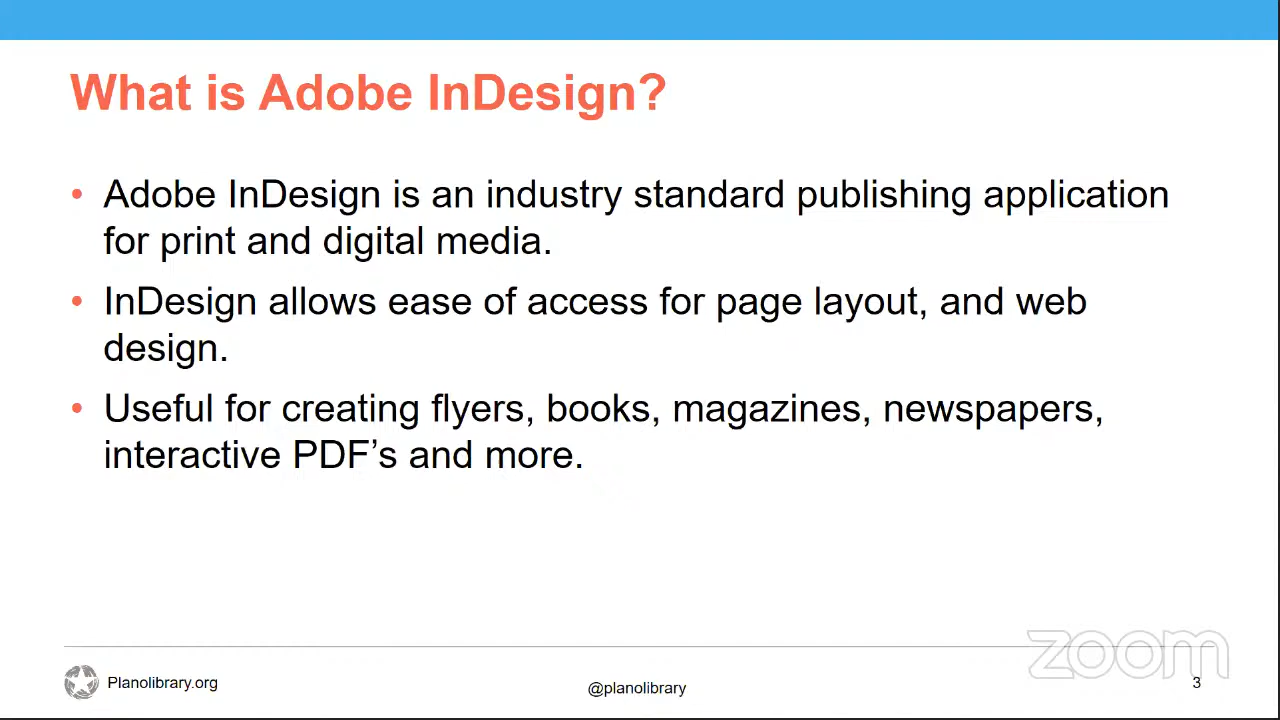 What is Adobe InDesign?
• Adobe InDesign is an industry standard publishing application
for print and digital media.
• InDesign allows ease of access for page layout, and web
design.
• Useful for creating flyers, books, magazines, newspapers,
interactive PDF’s and more.
zoom
Planolibrary.org
@planolibrary
3